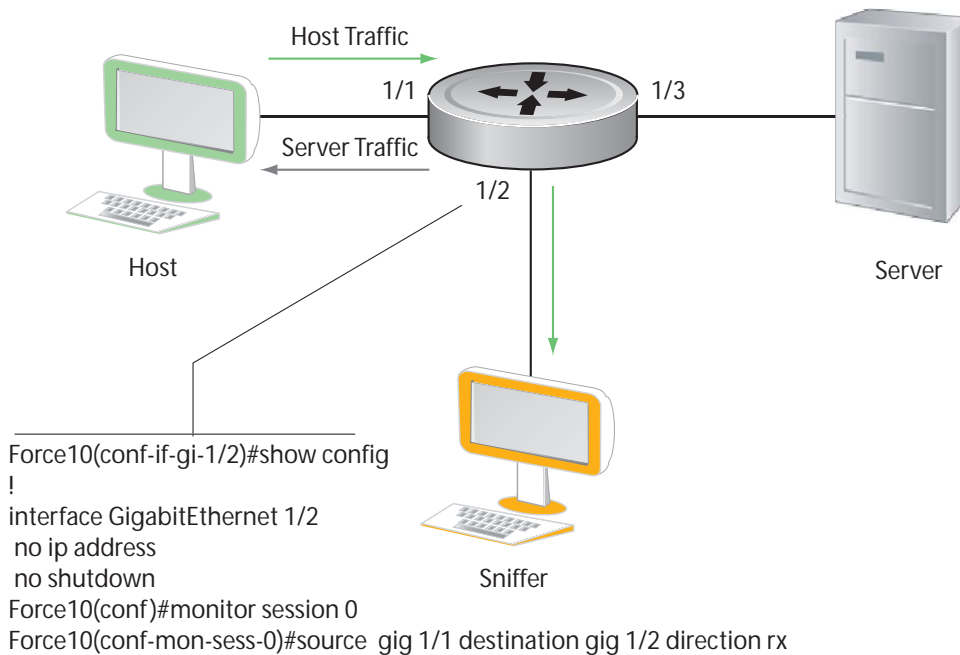 Host Traffic
1/1
1/3
Server Traffic
1/2
Host
Server
Force10(conf-if-gi-1/2)#show config
!
interface GigabitEthernet 1/2
no ip address
no shutdown
Sniffer
Force10(conf)#monitor session 0
Force10(conf-mon-sess-0)#source  gig 1/1 destination gig 1/2 direction rx